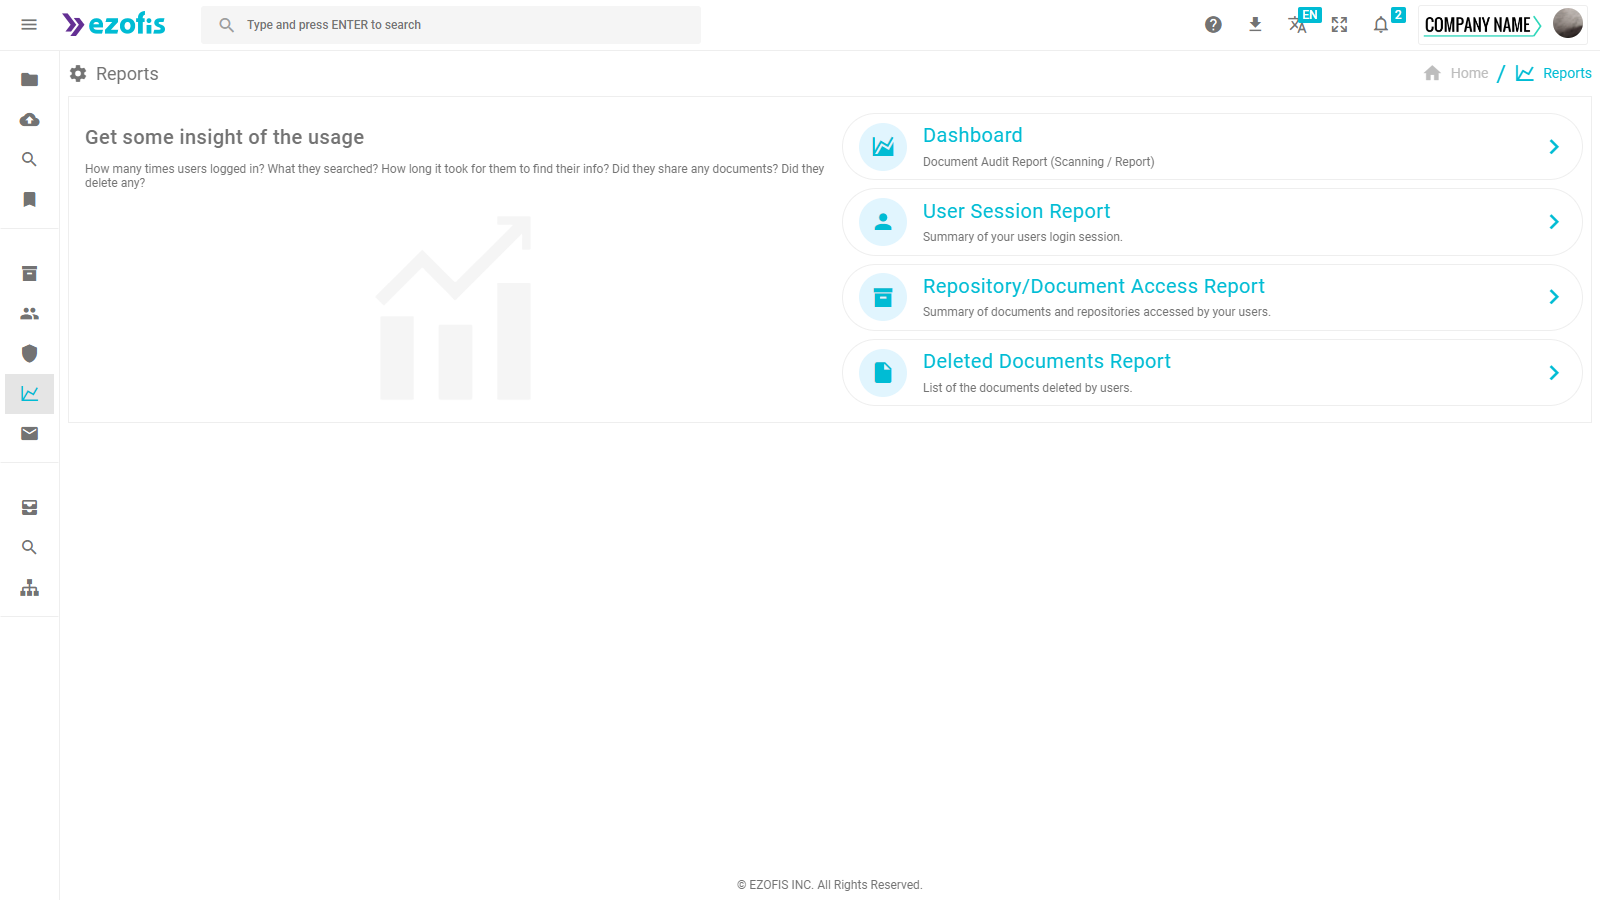 ezofis
Type and press ENTER to search
EN
2
COMPANY NAME
Reports
Home / Reports
Get some insight of the usage
How many times users logged in? What they searched? How long it took for them to find their info? Did they share any documents? Did they
delete any?
Dashboard
Document Audit Report (Scanning / Report)
User Session Report
Summary of your users login session.
Repository/Document Access Report
Summary of documents and repositories accessed by your users.
Deleted Documents Report
List of the documents deleted by users.
© EZOFIS INC. All Rights Reserved.